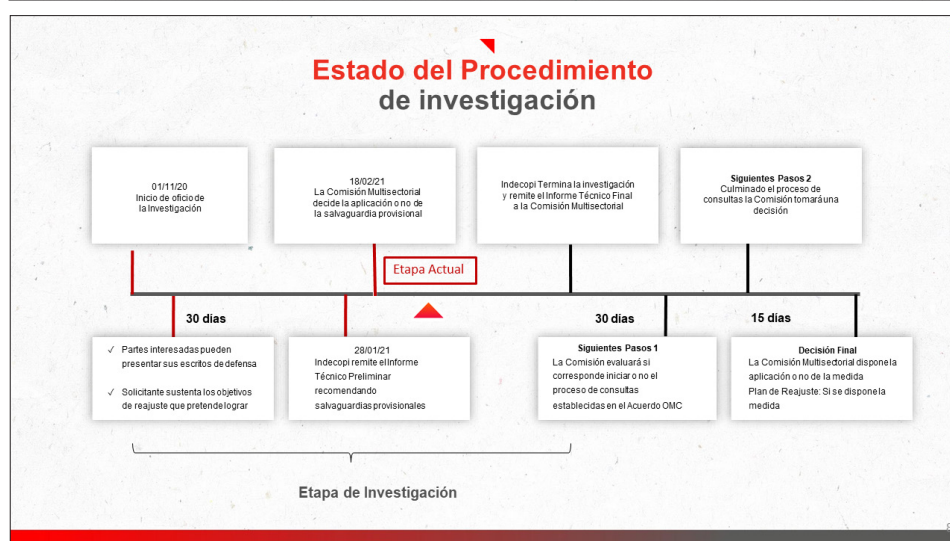 Estado del Procedimiento
de investigación
01/11/20
Inicio de oficio de
la Investigación
18/02/21
La Comisión Multisectorial
decide la aplicación o no de
la salvaguardia provisional
Indecopi Termina la investigación
y remite el Informe Técnico Final
a la Comisión Multisectorial
Siguientes Pasos 2
Culminado el proceso de
consultas la Comisión tomará una
decisión
Etapa Actual
30 días
30 días
15 días
✓ Partes interesadas pueden
presentar sus escritos de defensa
✓ Solicitante sustenta los objetivos
de reajuste que pretende lograr
28/01/21
Indecopi remite el Informe
Técnico Preliminar
recomendando
salvaguardias provisionales
Siguientes Pasos 1
La Comisión evaluará si
corresponde iniciar o no el
proceso de consultas
establecidas en el Acuerdo OMC
Decisión Final
La Comisión Multisectorial dispone la
aplicación o no de la medida
Plan de Reajuste: Si se dispone la
medida
Etapa de Investigación